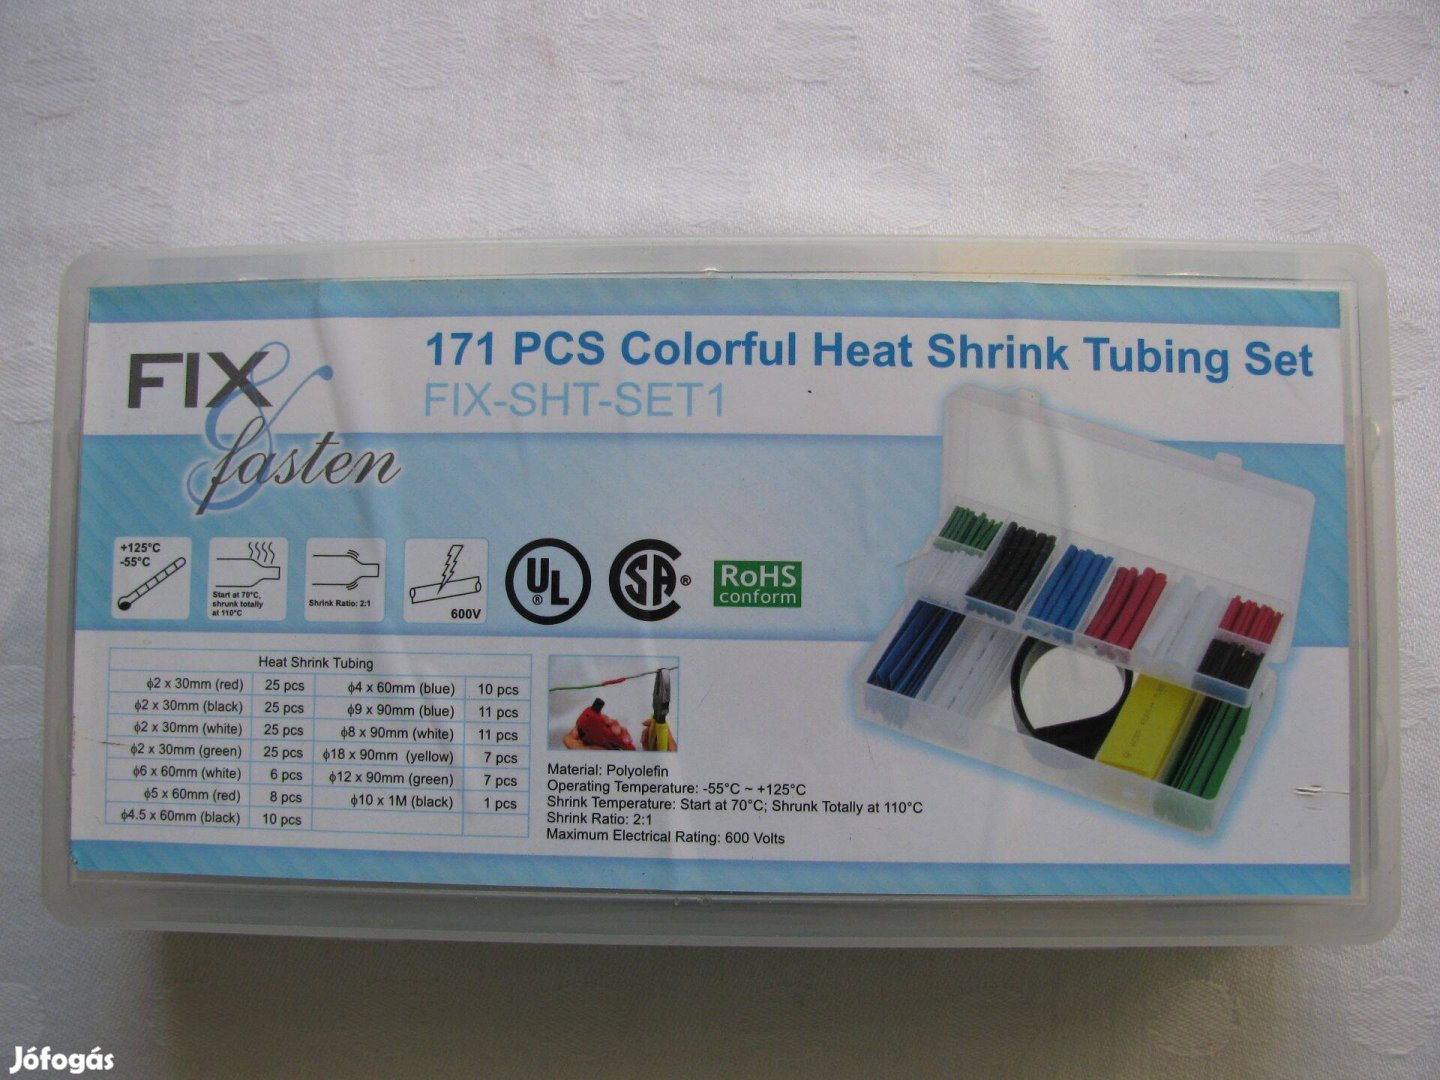 171 PCS Colorful Heat Shrink Tubing Set
FIX-SHT-SET1
FIX
&
fasten
+125°C
-55°C
Start at 70°C,
shrunk totally
at 110°C
Shrink Ratio: 2:1
600V
UL
®
CSA®
RoHS
conform
Heat Shrink Tubing
ϕ2 x 30mm (red) 25 pcs ϕ4 x 60mm (blue) 10 pcs
ϕ2 x 30mm (black) 25 pcs ϕ9 x 90mm (blue) 11 pcs
ϕ2 x 30mm (white) 25 pcs ϕ8 x 90mm (white) 11 pcs
ϕ2 x 30mm (green) 25 pcs ϕ18 x 90mm (yellow) 7 pcs
ϕ6 x 60mm (white) 6 pcs ϕ12 x 90mm (green) 7 pcs
ϕ5 x 60mm (red) 8 pcs ϕ10 x 1M (black) 1 pcs
ϕ4.5 x 60mm (black) 10 pcs
Material: Polyolefin
Operating Temperature: -55°C ~ +125°C
Shrink Temperature: Start at 70°C; Shrunk Totally at 110°C
Shrink Ratio: 2:1
Maximum Electrical Rating: 600 Volts
Jófogás